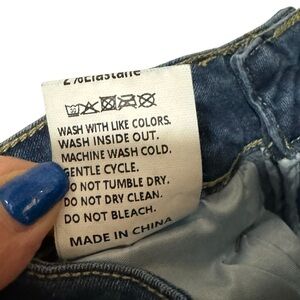 2%Elastane
WASH WITH LIKE COLORS.
WASH INSIDE OUT.
MACHINE WASH COLD.
GENTLE CYCLE.
DO NOT TUMBLE DRY.
DO NOT DRY CLEAN.
DO NOT BLEACH.
MADE IN CHINA